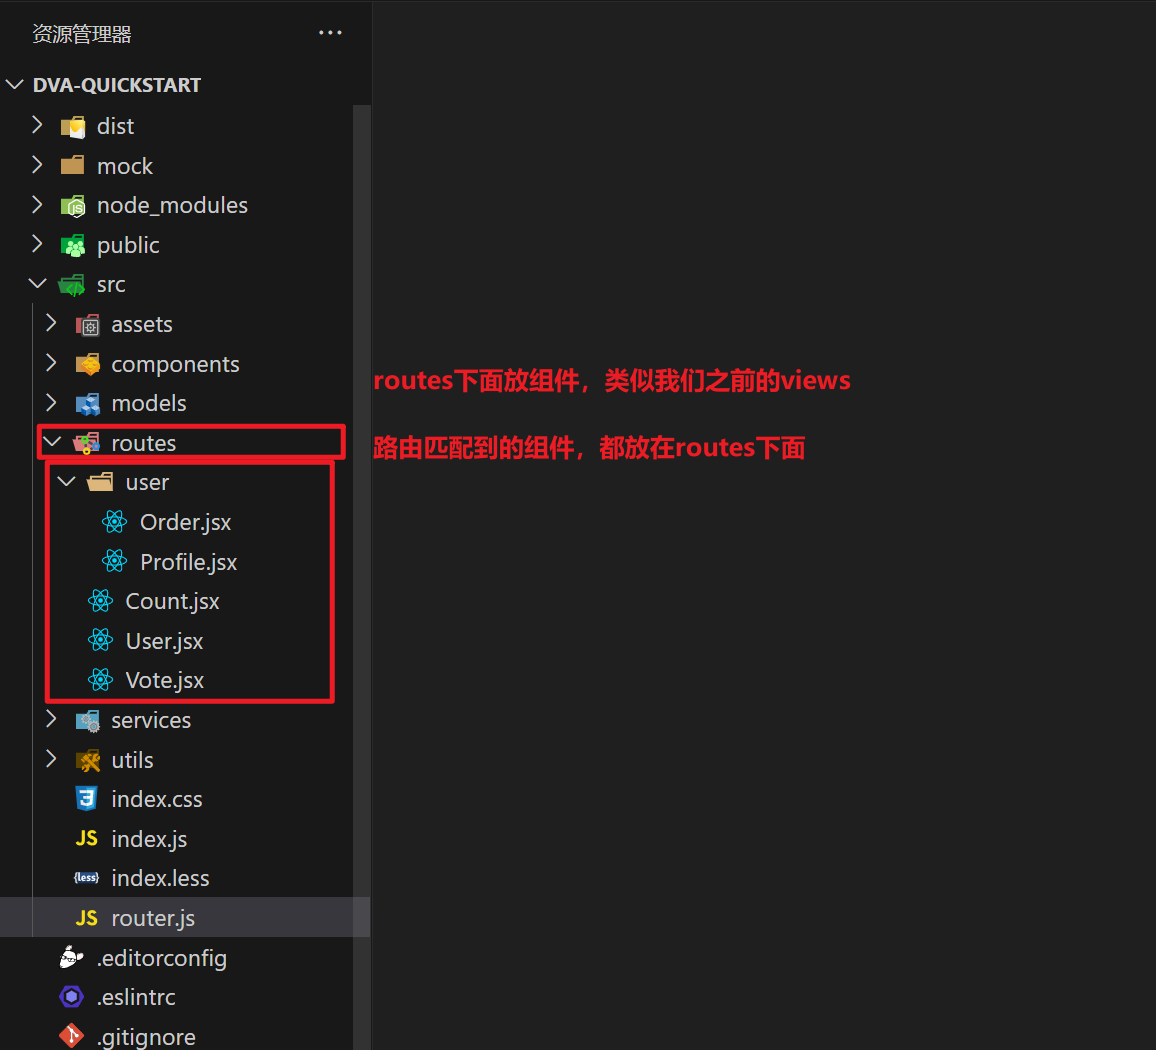 资源管理器
DVA-QUICKSTART
dist
mock
node_modules
public
src
assets
components
models
routes下面放组件，类似我们之前的views
routes
路由匹配到的组件，都放在routes下面
user
Order.jsx
Profile.jsx
Count.jsx
User.jsx
Vote.jsx
services
utils
index.css
JS index.js
{less} index.less
JS router.js
.editorconfig
.eslintrc
.gitignore